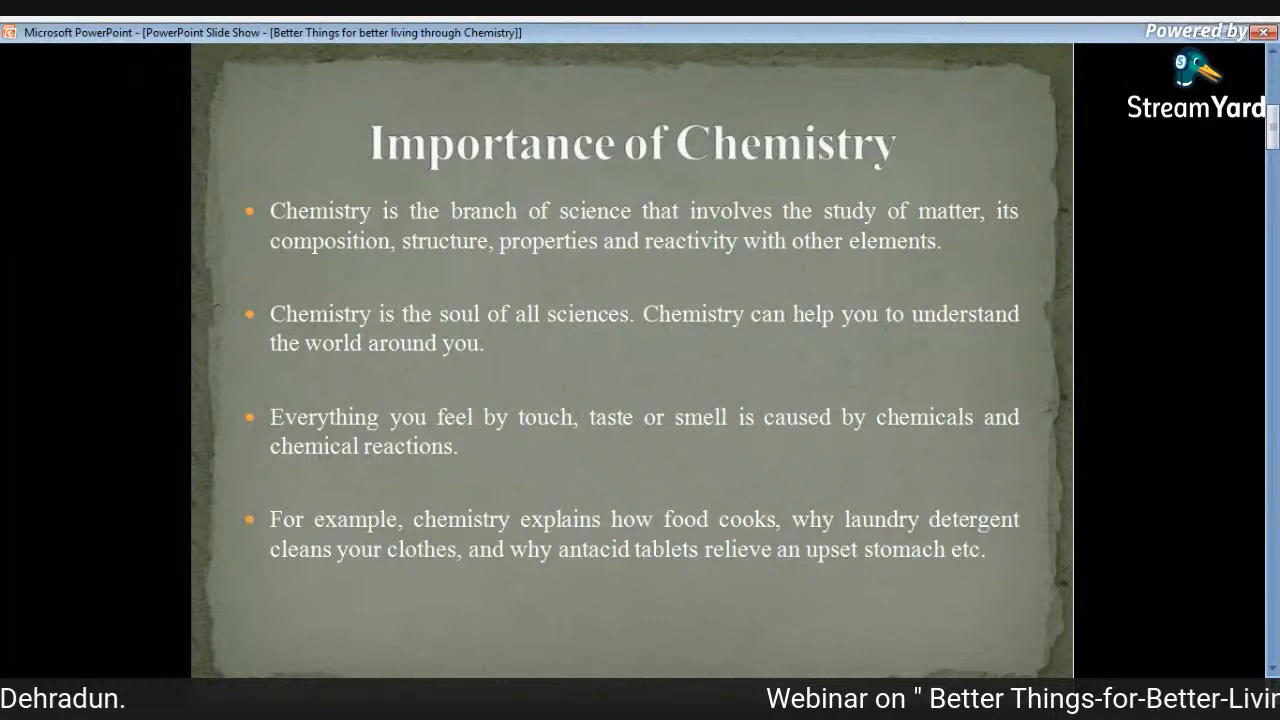 Microsoft PowerPoint - [PowerPoint Slide Show - [Better Things for better living through Chemistry]]
Powered by
StreamYard
Importance of Chemistry
• Chemistry is the branch of science that involves the study of matter, its
composition, structure, properties and reactivity with other elements.
• Chemistry is the soul of all sciences. Chemistry can help you to understand
the world around you.
• Everything you feel by touch, taste or smell is caused by chemicals and
chemical reactions.
• For example, chemistry explains how food cooks, why laundry detergent
cleans your clothes, and why antacid tablets relieve an upset stomach etc.
Dehradun. Webinar on " Better Things-for-Better-Livin